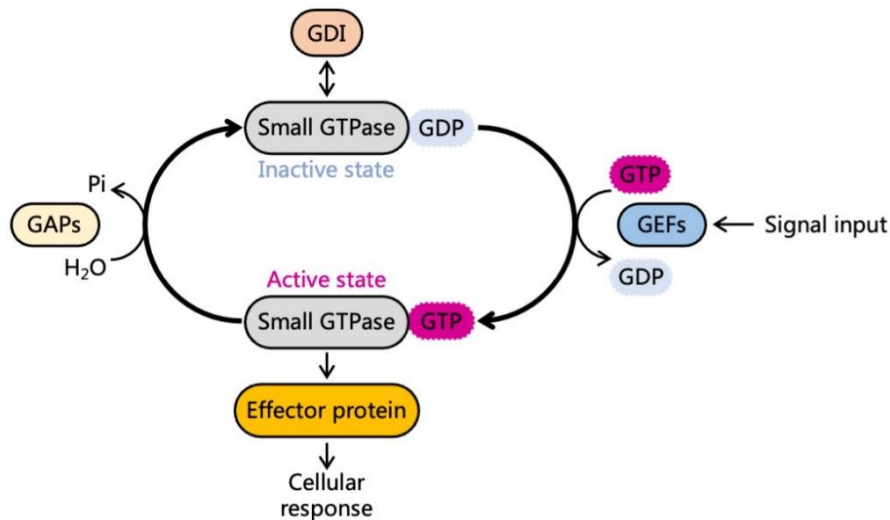 GDI
Small GTPase GDP
Inactive state
GTP
Pi
GAPs
GEFs
Signal input
H₂O
GDP
Active state
Small GTPase GTP
Effector protein
Cellular
response